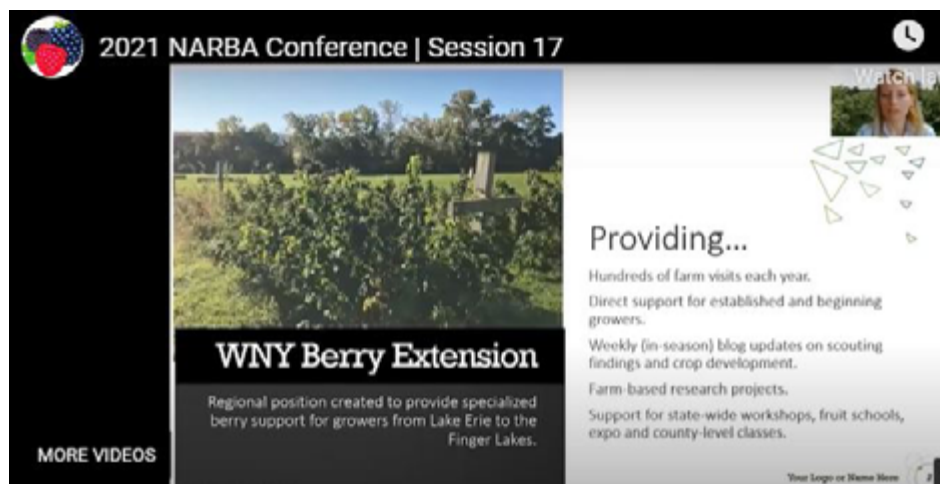 2021 NARBA Conference | Session 17
Watch la
WNY Berry Extension
Regional position created to provide specialized
berry support for growers from Lake Erie to the
Finger Lakes.
Providing...
Hundreds of farm visits each year.
Direct support for established and beginning
growers.
Weekly (in-season) blog updates on scouting
findings and crop development.
Farm-based research projects.
Support for state-wide workshops, fruit schools,
expo and county-level classes.
MORE VIDEOS
Your Logo or Name Here
2